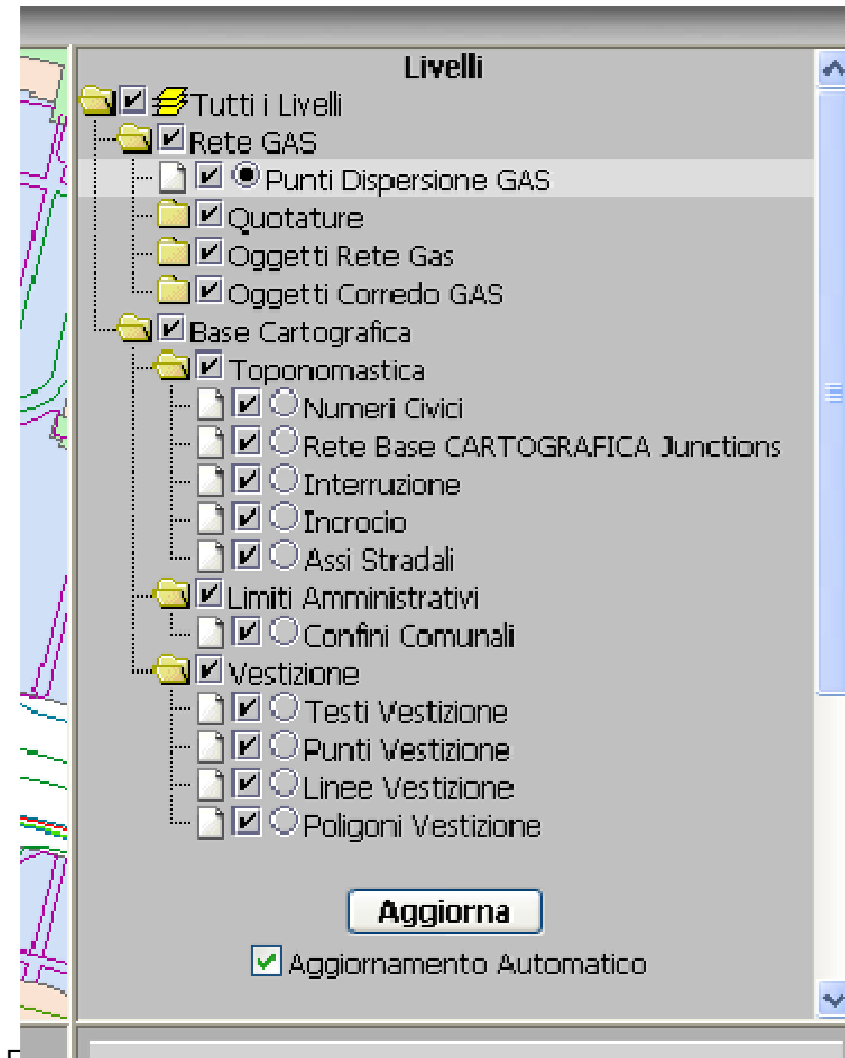 Livelli
Tutti i Livelli
Rete GAS
Punti Dispersione GAS
Quotature
Oggetti Rete Gas
Oggetti Corredo GAS
Base Cartografica
Toponomastica
Numeri Civici
Rete Base CARTOGRAFICA Junctions
Interruzione
Incrocio
Assi Stradali
Limiti Amministrativi
Confini Comunali
Vestizione
Testi Vestizione
Punti Vestizione
Linee Vestizione
Poligoni Vestizione
Aggiorna
Aggiornamento Automatico